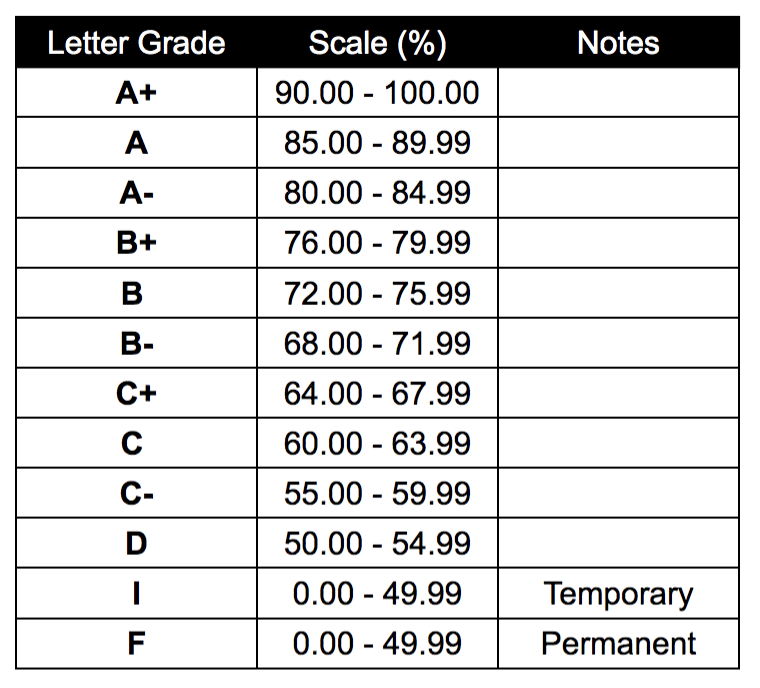 Letter Grade Scale (%) Notes
A+ 90.00 - 100.00
A 85.00 - 89.99
A- 80.00 - 84.99
B+ 76.00 - 79.99
B 72.00 - 75.99
B- 68.00 - 71.99
C+ 64.00 - 67.99
C 60.00 - 63.99
C- 55.00 - 59.99
D 50.00 - 54.99
I 0.00 - 49.99 Temporary
F 0.00 - 49.99 Permanent